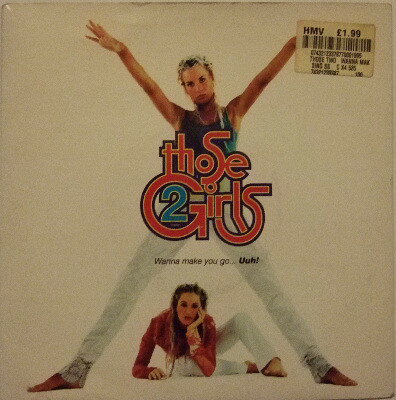 HMV £1.99
THOSE TWO WANNA MAK
those
2 Girls
Wanna make you go... Uuh!